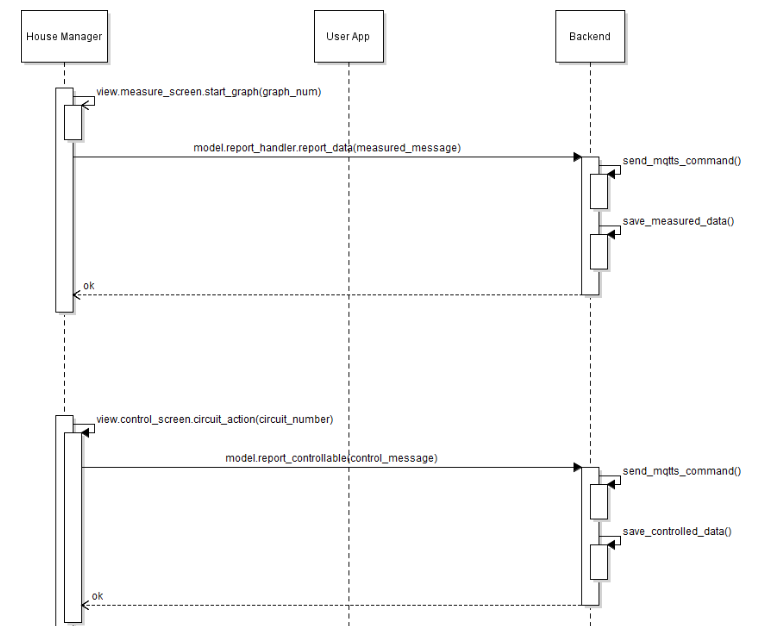 House Manager
User App
Backend
view.measure_screen.start_graph(graph_num)
model.report_handler.report_data(measured_message)
send_mqtts_command()
save_measured_data()
ok
view.control_screen.circuit_action(circuit_number)
model.report_controllable(control_message)
send_mqtts_command()
save_controlled_data()
ok